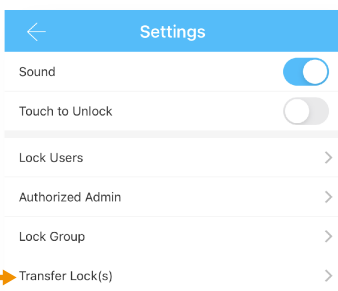 Settings
Sound
Touch to Unlock
Lock Users
Authorized Admin
Lock Group
Transfer Lock(s)